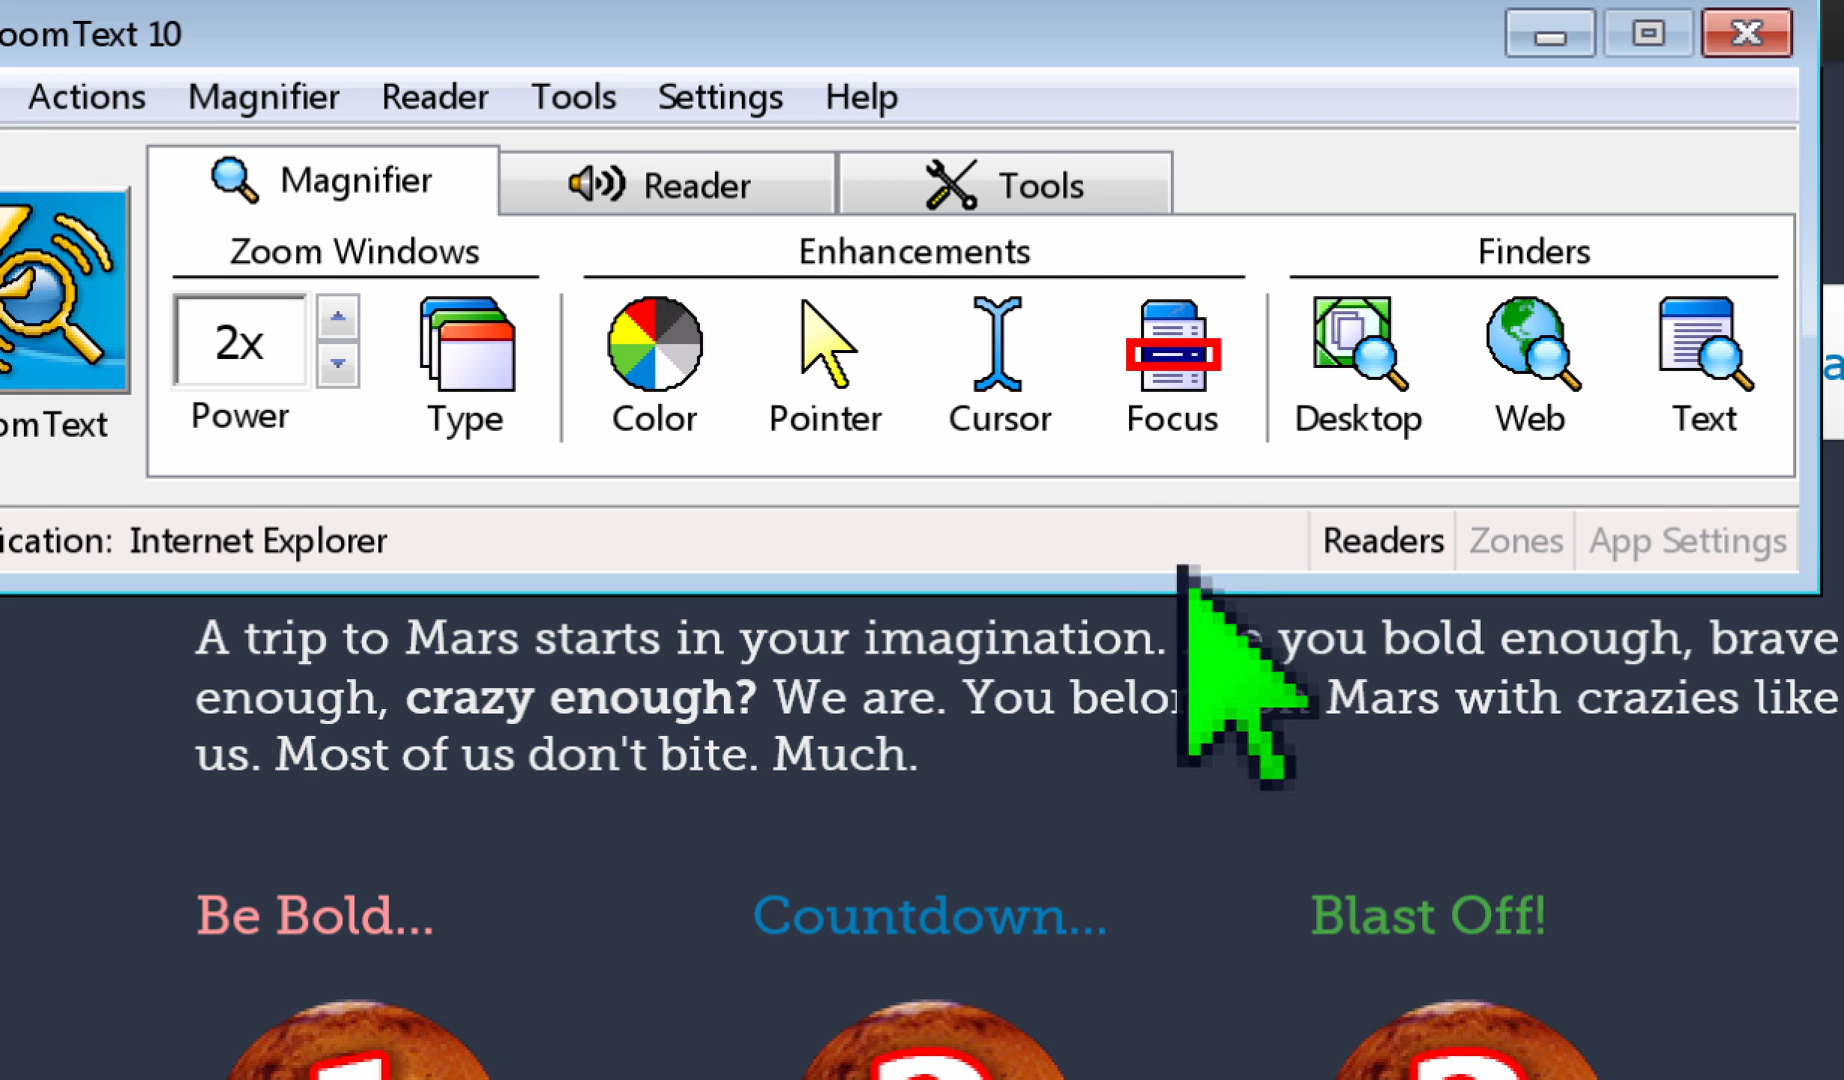 oomText 10
Actions Magnifier Reader Tools Settings Help
Magnifier Reader Tools
Zoom Windows Enhancements Finders
2x
Power Type Color Pointer Cursor Focus Desktop Web Text
omText
ication: Internet Explorer Readers Zones App Settings
A trip to Mars starts in your imagination. you bold enough, brave
enough, crazy enough? We are. You Mars with crazies like
us. Most of us don't bite. Much.
Be Bold... Countdown... Blast Off!
1